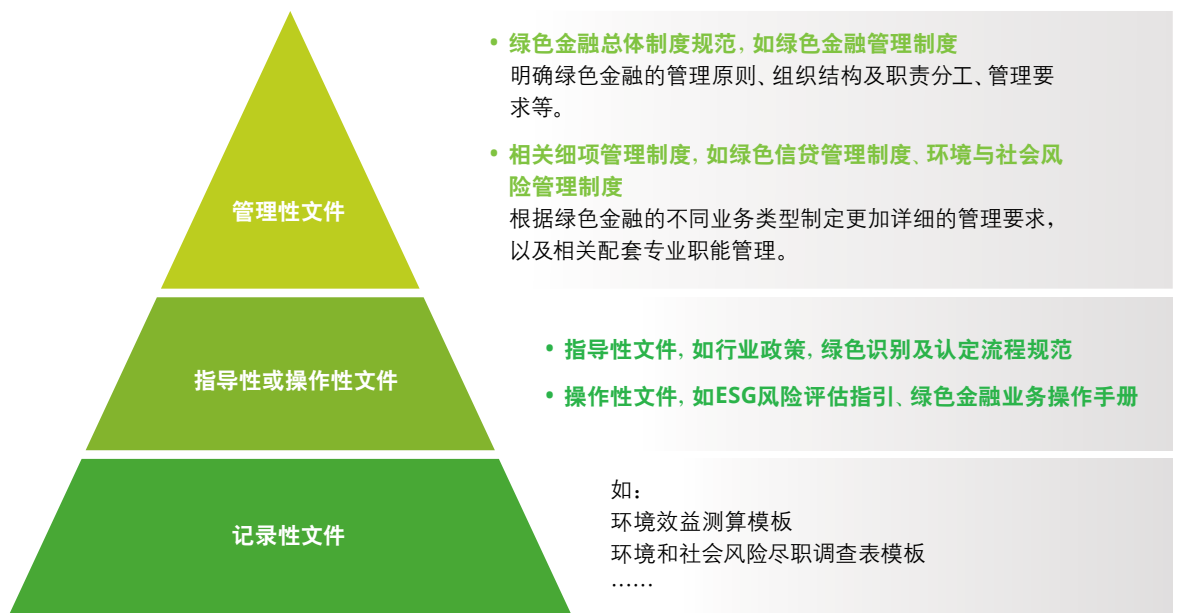 • 绿色金融总体制度规范, 如绿色金融管理制度
明确绿色金融的管理原则、组织结构及职责分工、管理要
求等。
• 相关细项管理制度, 如绿色信贷管理制度、环境与社会风
险管理制度
根据绿色金融的不同业务类型制定更加详细的管理要求，
以及相关配套专业职能管理。
管理性文件
• 指导性文件, 如行业政策, 绿色识别及认定流程规范
• 操作性文件, 如ESG风险评估指引、绿色金融业务操作手册
指导性或操作性文件
如：
环境效益测算模板
环境和社会风险尽职调查表模板
……
记录性文件